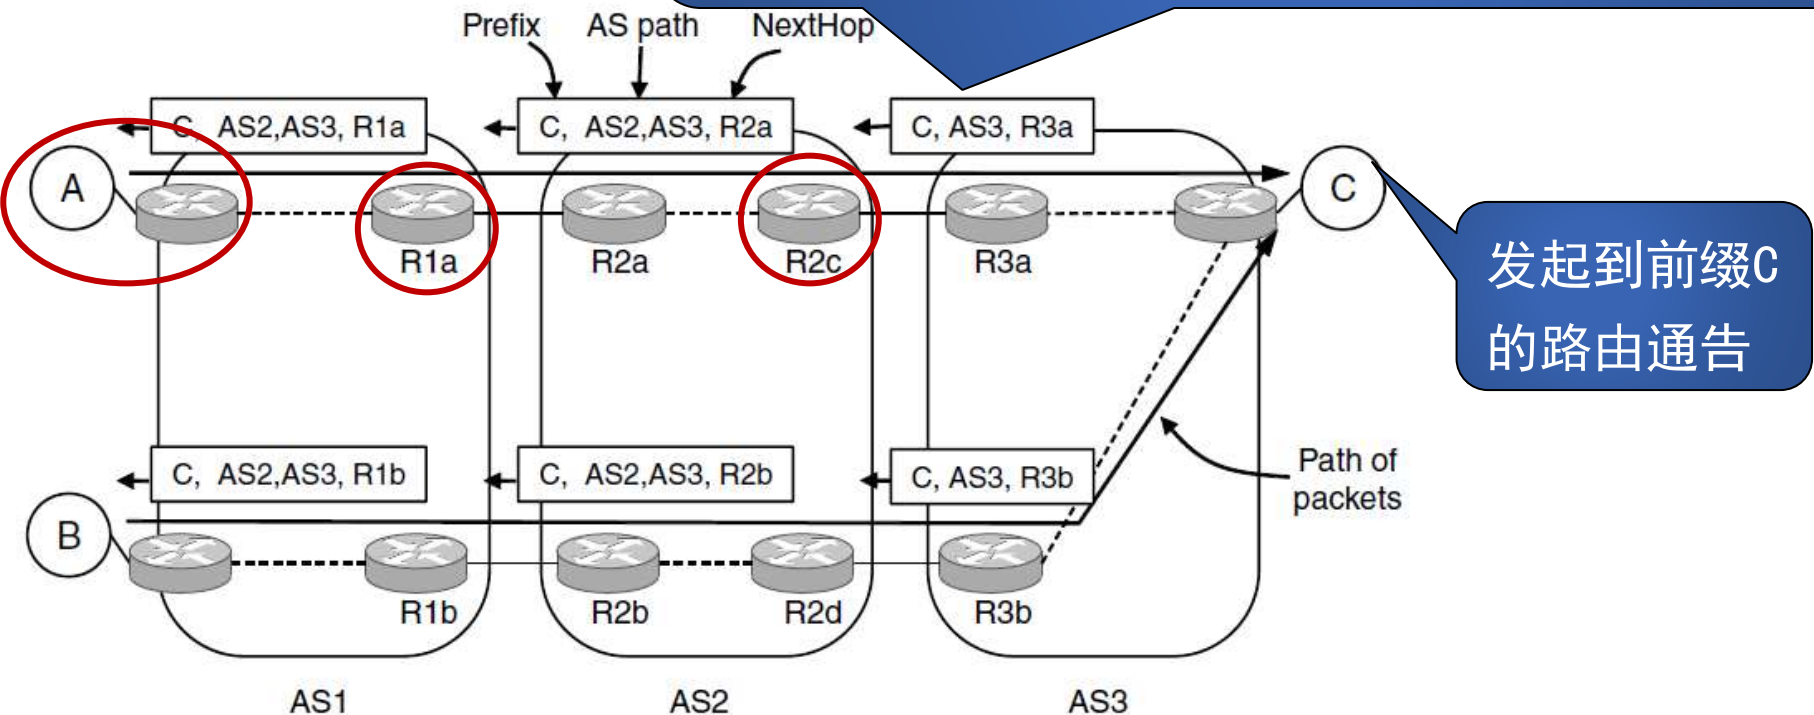 Prefix
AS path
NextHop
C, AS2,AS3, R1a
C, AS2,AS3, R2a
C, AS3, R3a
A
C
R1a
R2a
R2c
R3a
发起到前缀C
的路由通告
C, AS2,AS3, R1b
C, AS2,AS3, R2b
C, AS3, R3b
Path of
packets
B
R1b
R2b
R2d
R3b
AS1
AS2
AS3